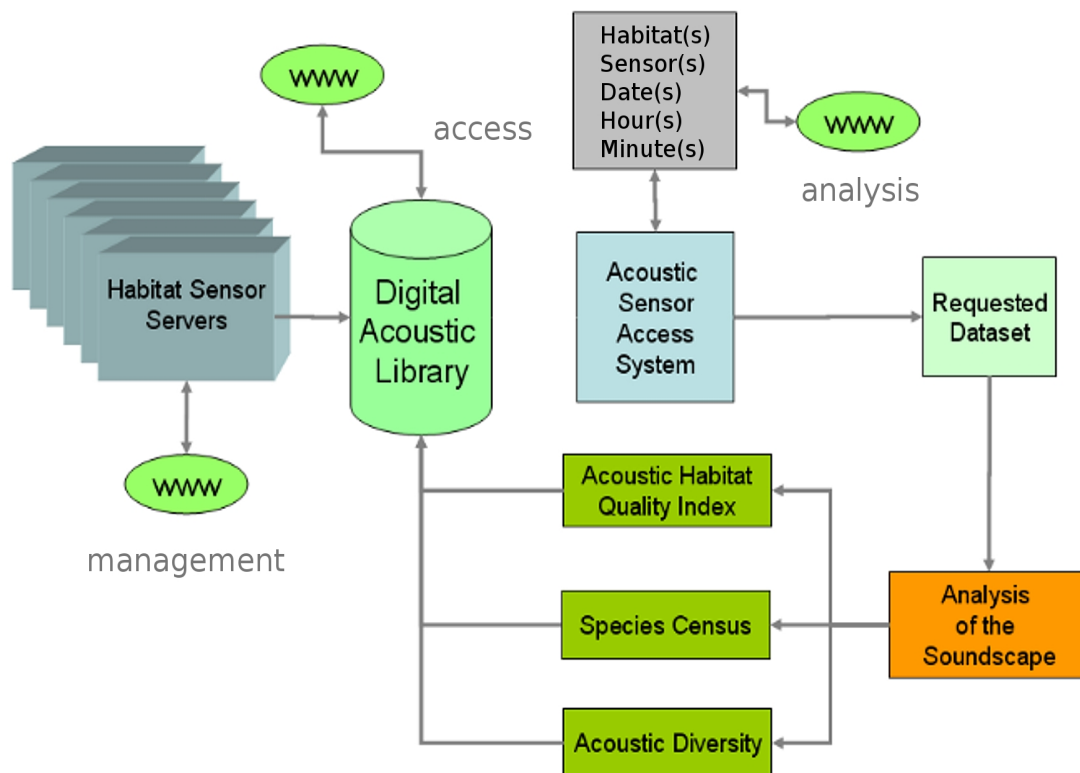 www
access
Habitat(s)
Sensor(s)
Date(s)
Hour(s)
Minute(s)
www
analysis
Habitat Sensor
Servers
Digital
Acoustic
Library
Acoustic
Sensor
Access
System
Requested
Dataset
www
management
Acoustic Habitat
Quality Index
Species Census
Acoustic Diversity
Analysis
of the
Soundscape